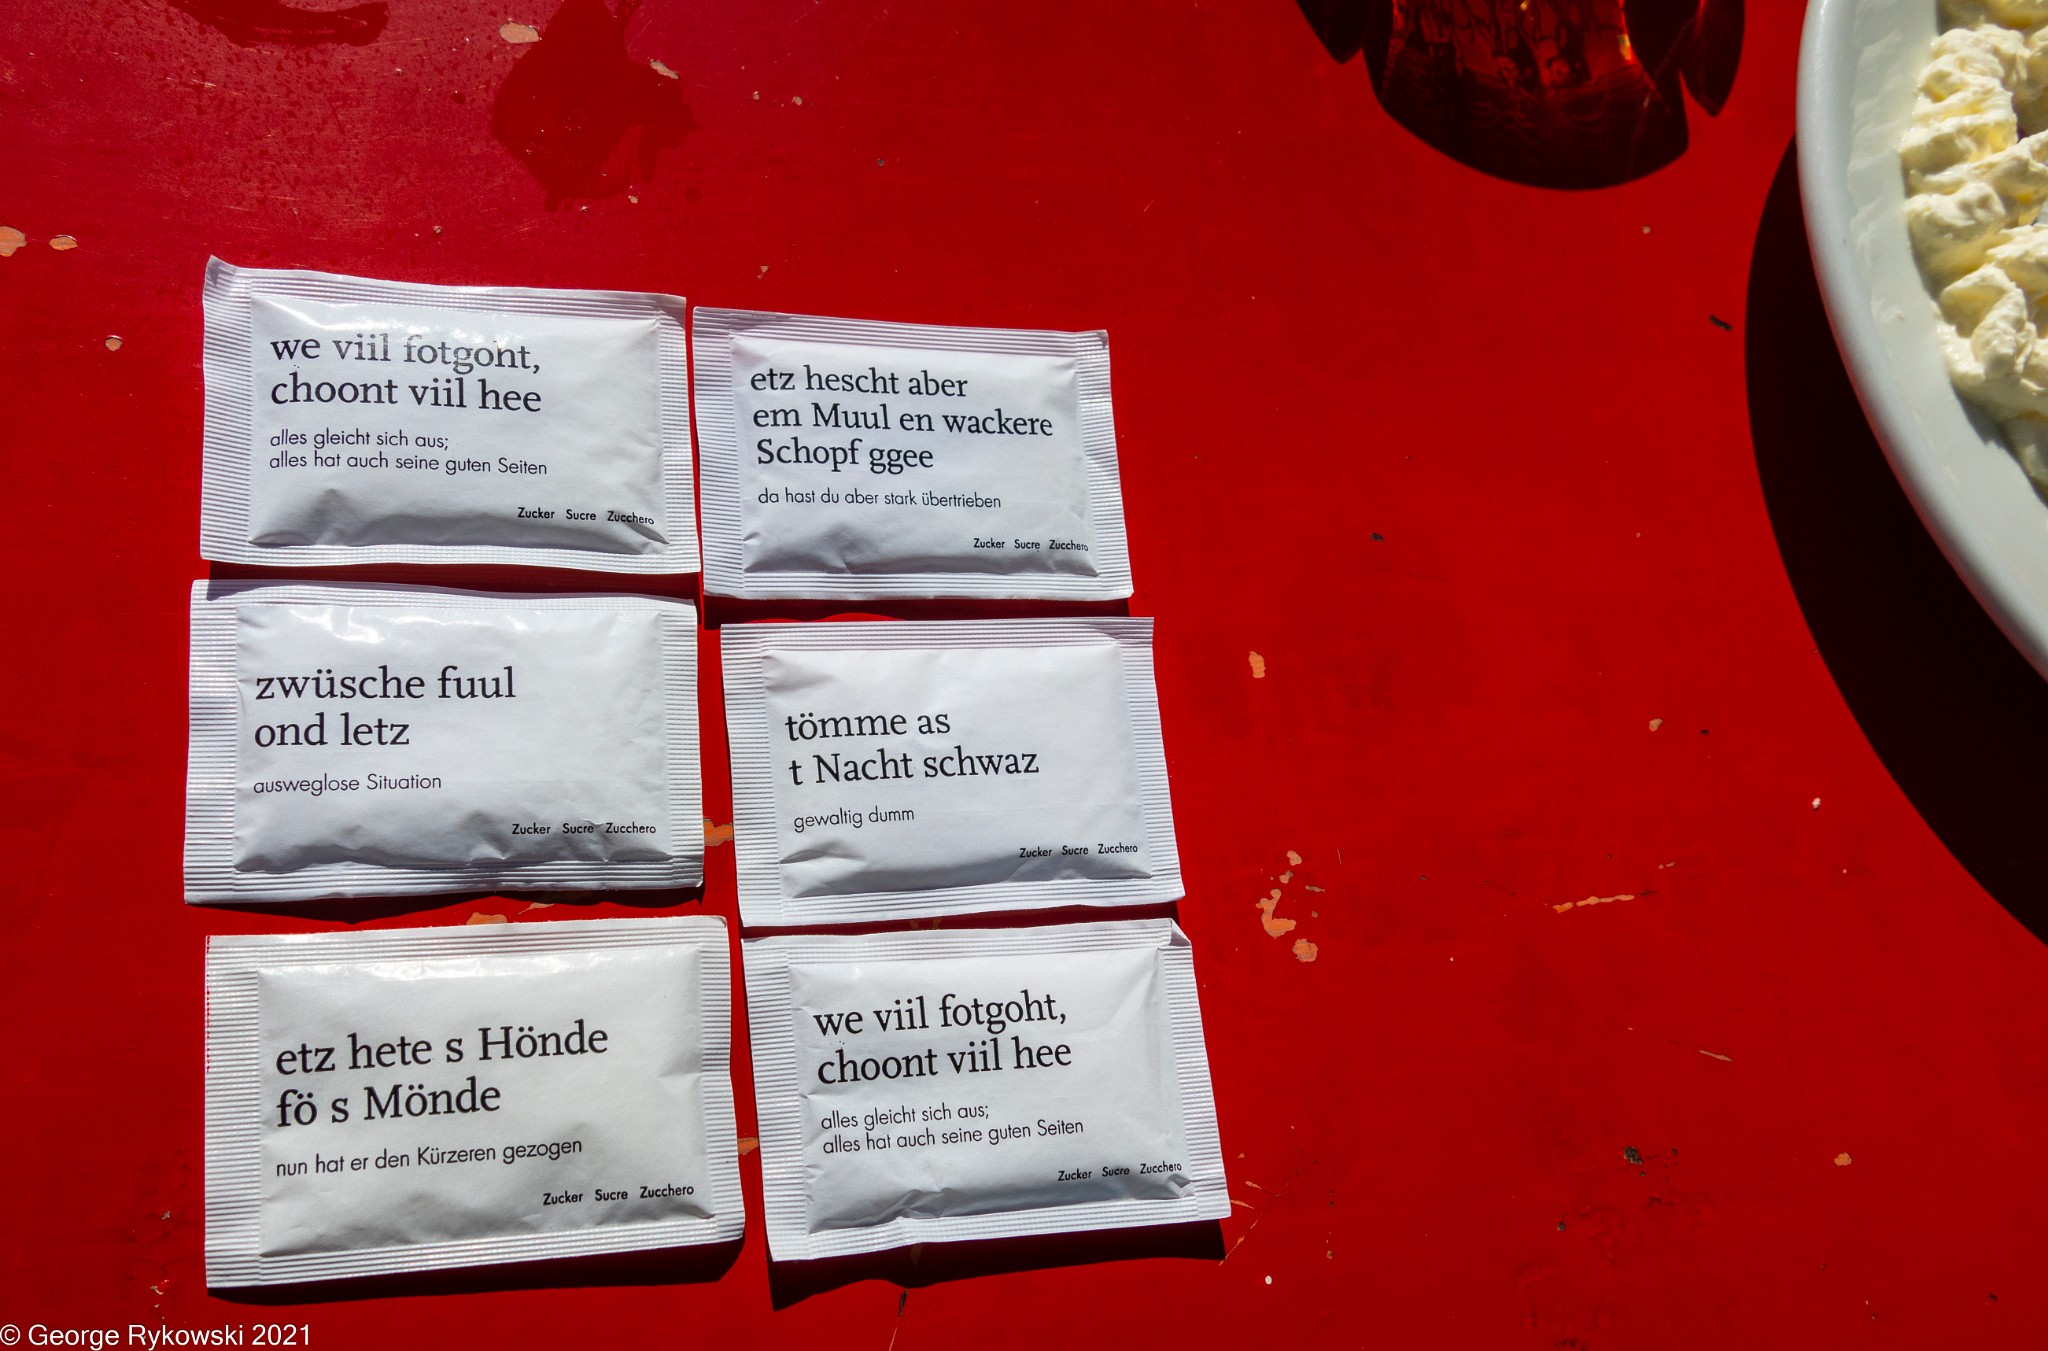 we viil fotgoht,
choont viil hee
alles gleicht sich aus;
alles hat auch seine guten Seiten
Zucker Sucre Zucchero
etz hescht aber
em Muul en wackere
Schopf ggee
da hast du aber stark übertrieben
Zucker Sucre Zucchero
zwüsche fuul
ond letz
ausweglose Situation
Zucker Sucre Zucchero
tömme as
t Nacht schwaz
gewaltig dumm
Zucker Sucre Zucchero
etz hete s Hönde
fö s Mönde
nun hat er den Kürzeren gezogen
Zucker Sucre Zucchero
we viil fotgoht,
choont viil hee
alles gleicht sich aus;
alles hat auch seine guten Seiten
Zucker Sucre Zucchero
© George Rykowski 2021